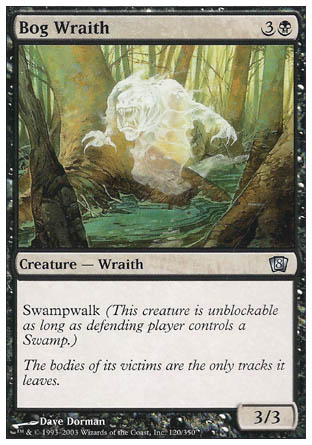 Bog Wraith 3
Creature — Wraith 8
Swampwalk (This creature is unblockable
as long as defending player controls a
Swamp.)
The bodies of its victims are the only tracks it
leaves.
Dave Dorman
™ & © 1993-2003 Wizards of the Coast, Inc. 120/350
3/3